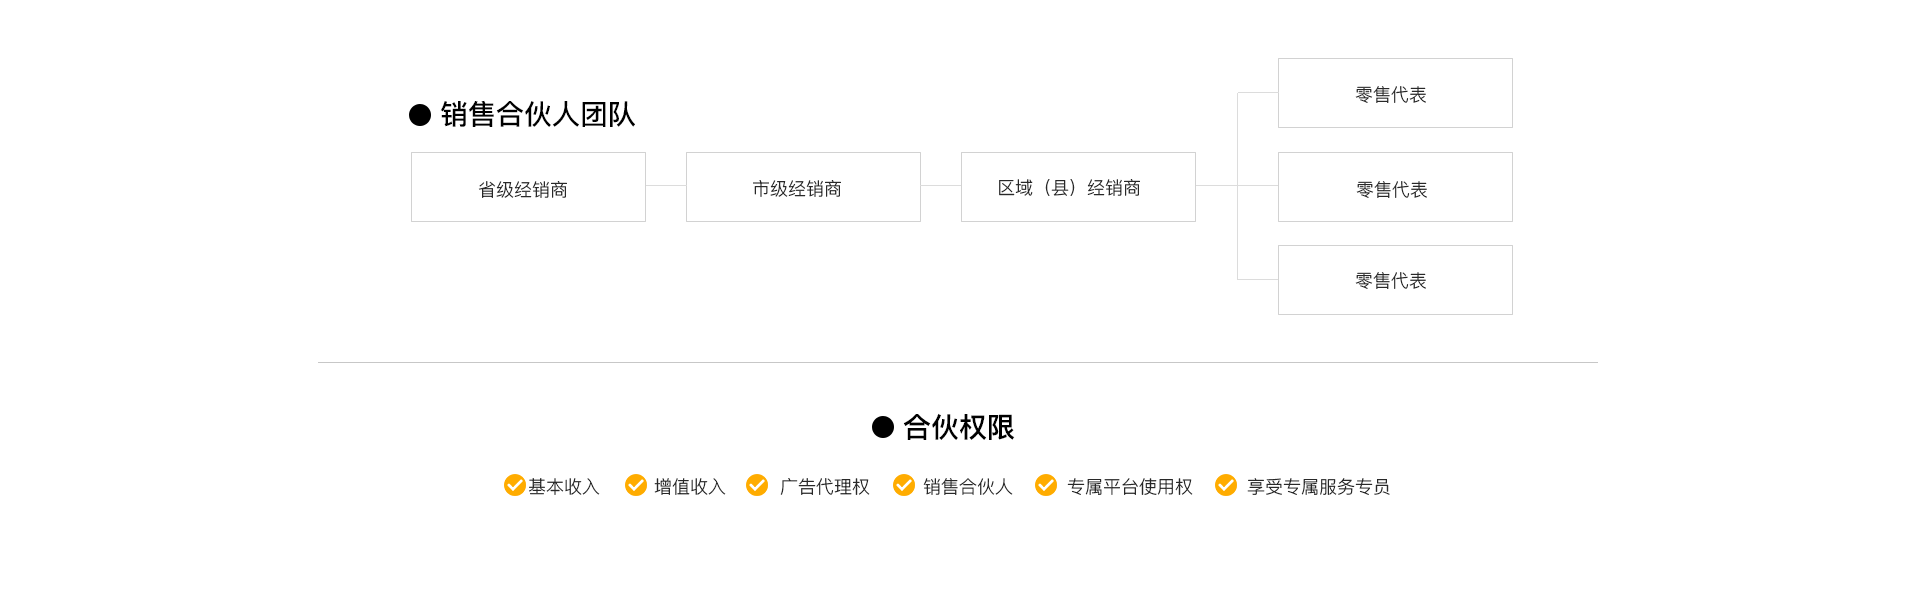 销售合伙人团队
省级经销商
市级经销商
区域（县）经销商
零售代表
零售代表
零售代表
合伙权限
基本收入
增值收入
广告代理权
销售合伙人
专属平台使用权
享受专属服务专员